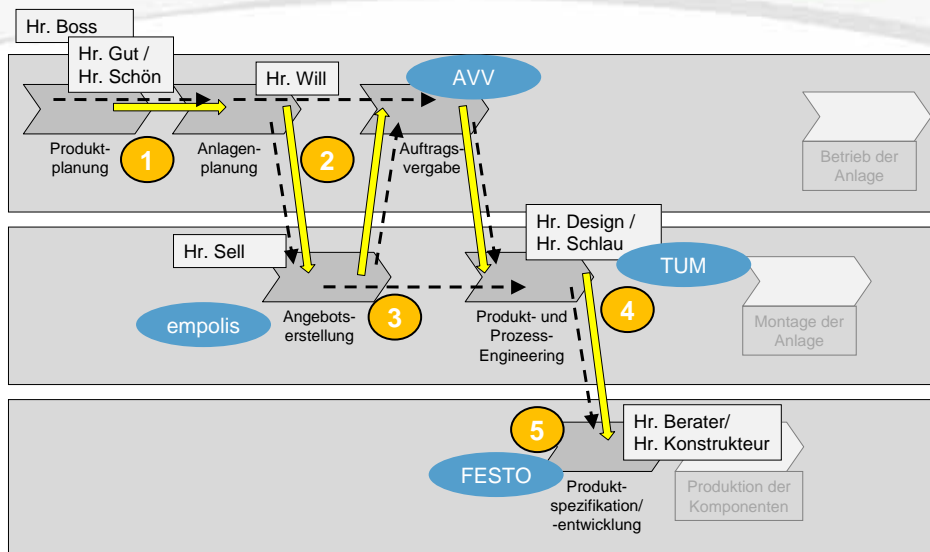 Hr. Boss
Hr. Gut /
Hr. Schön
Hr. Will
AVV
Produkt-
planung
1
Anlagen-
planung
2
Auftrags-
vergabe
Betrieb der
Anlage
Hr. Design /
Hr. Schlau
Hr. Sell
TUM
empolis
Angebots-
erstellung
3
Produkt- und
Prozess-
Engineering
4
Montage der
Anlage
5
Hr. Berater/
Hr. Konstrukteur
FESTO
Produkt-
spezifikation/
-entwicklung
Produktion der
Komponenten